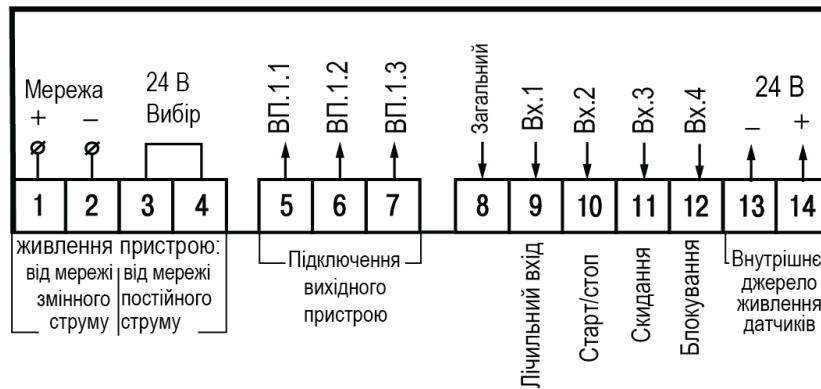 Мережа
+ –
24 В
Вибір
ВП.1.1
ВП.1.2
ВП.1.3
Загальний
Вх.1
Вх.2
Вх.3
Вх.4
24 В
– +
1 2 3 4 5 6 7 8 9 10 11 12 13 14
живлення пристрою:
від мережі
змінного
струму
від мережі
постійного
струму
Підключення
вихідного
пристрою
Лічильний вхід
Старт/стоп
Скидання
Блокування
Внутрішнє
джерело
живлення
датчиків